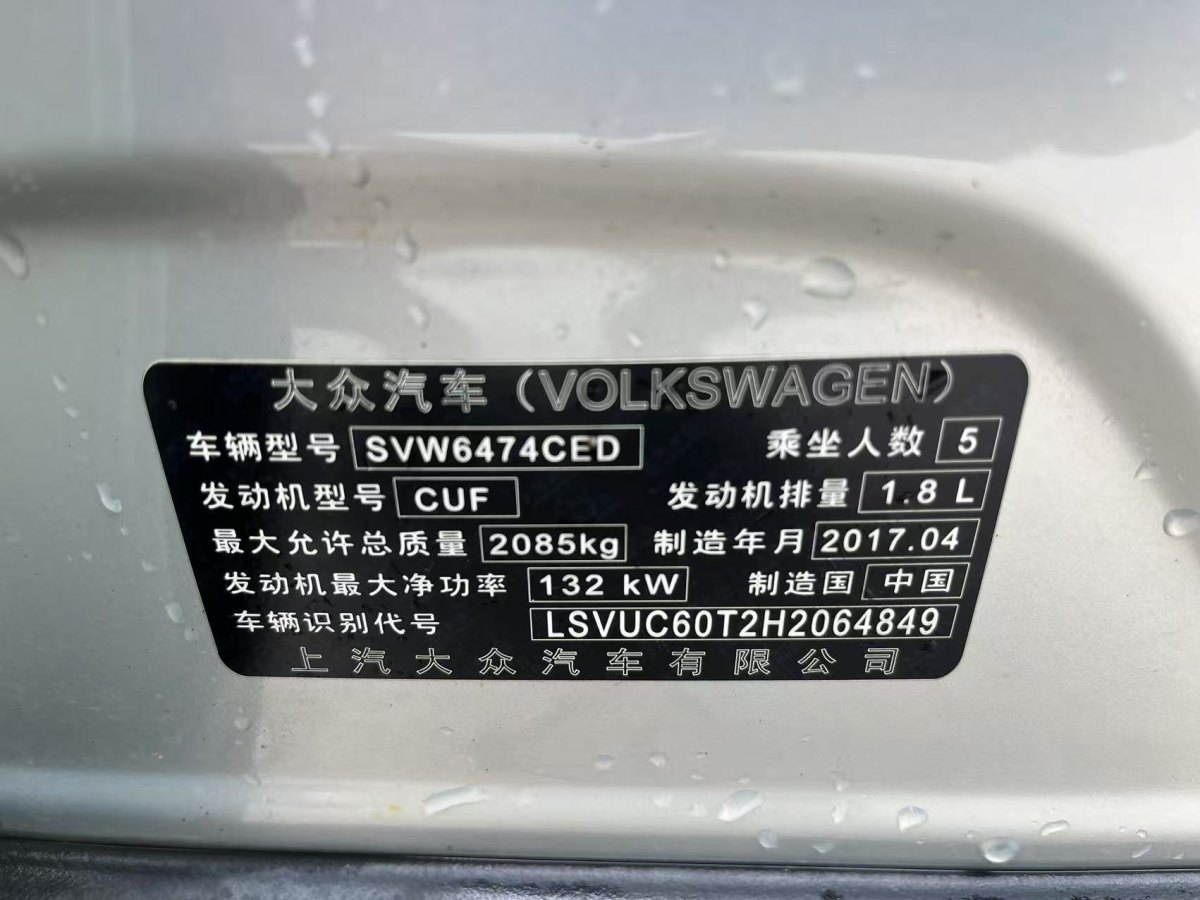 大众汽车（VOLKSWAGEN）
车辆型号 SVW6474CED 乘坐人数 5
发动机型号 CUF 发动机排量 1.8 L
最大允许总质量 2085kg 制造年月 2017.04
发动机最大净功率 132 kW 制造国 中国
车辆识别代号 LSVUC60T2H2064849
上汽大众汽车有限公司